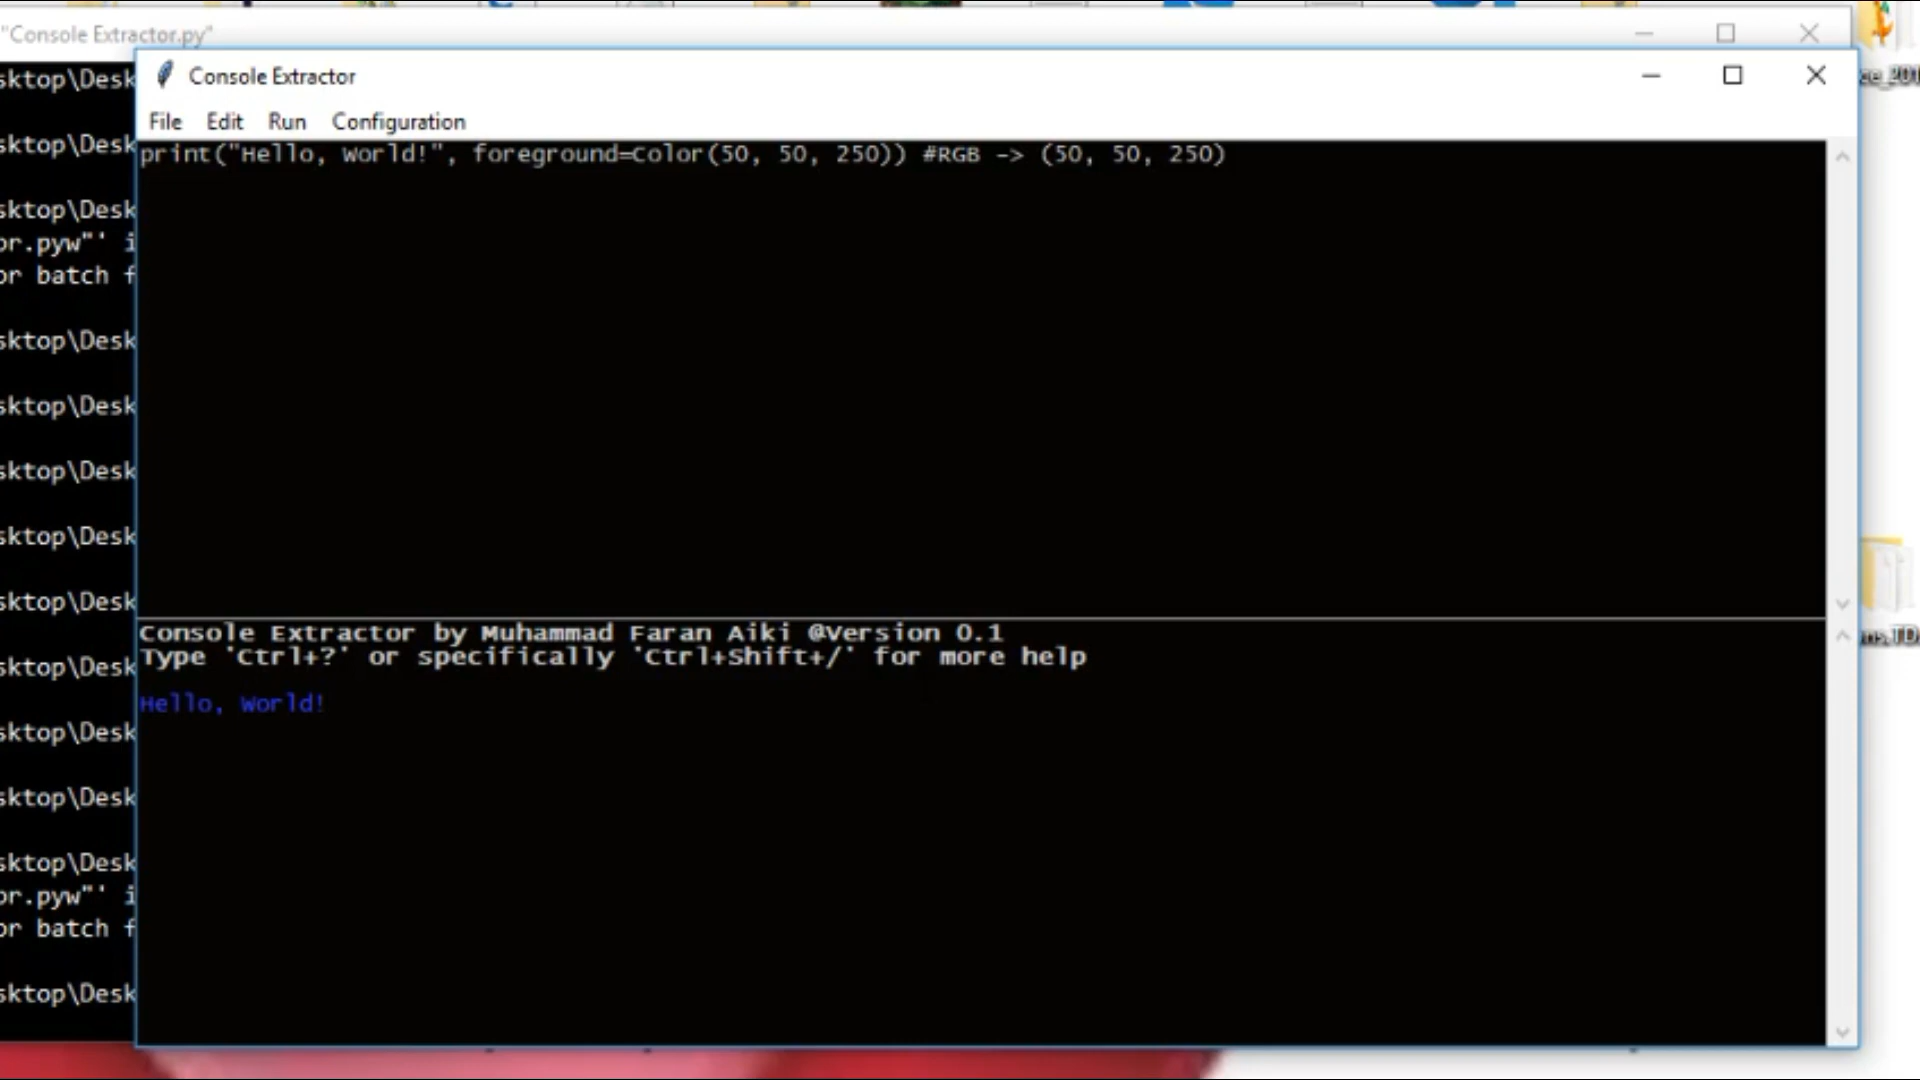 "Console Extractor.py"
Console Extractor
File Edit Run Configuration
print("Hello, World!", foreground=Color(50, 50, 250)) #RGB -> (50, 50, 250)
Console Extractor by Muhammad Faran Aiki @Version 0.1
Type 'Ctrl+?' or specifically 'Ctrl+Shift+/' for more help
Hello, World!
sktop\Desk
sktop\Desk
sktop\Desk
or.pyw"' i
or batch f
sktop\Desk
sktop\Desk
sktop\Desk
sktop\Desk
sktop\Desk
sktop\Desk
sktop\Desk
sktop\Desk
sktop\Desk
or.pyw"' i
or batch f
sktop\Desk